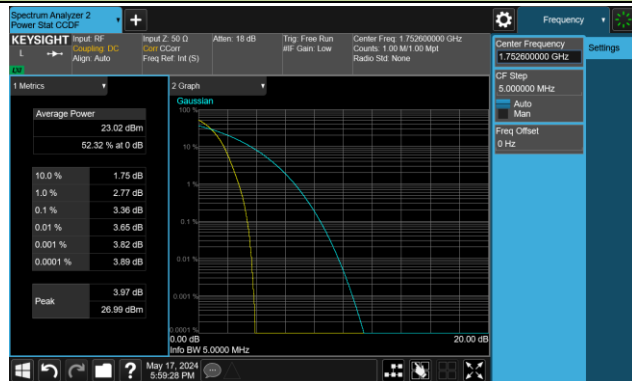 Spectrum Analyzer 2
Power Stat CCDF
Frequency
KEYSIGHT
L
LM
Input: RF
Coupling: DC
Align: Auto
Input Z: 50 Ω
Corr CCorr
Freq Ref: Int (S)
Atten: 18 dB
Trig: Free Run
#IF Gain: Low
Center Freq: 1.752600000 GHz
Counts: 1.00 M/1.00 Mpt
Radio Std: None
Center Frequency
1.752600000 GHz
Settings
CF Step
5.000000 MHz
Auto
Man
Freq Offset
0 Hz
1 Metrics
Average Power
23.02 dBm
52.32 % at 0 dB
10.0 % 1.75 dB
1.0 % 2.77 dB
0.1 % 3.36 dB
0.01 % 3.65 dB
0.001 % 3.82 dB
0.0001 % 3.89 dB
Peak
3.97 dB
26.99 dBm
2 Graph
Gaussian
100 %
10 %
1 %
0.1 %
0.01 %
0.001 %
0.0001 %
0.00 dB
20.00 dB
Info BW 5.0000 MHz
?
May 17, 2024
5:59:28 PM